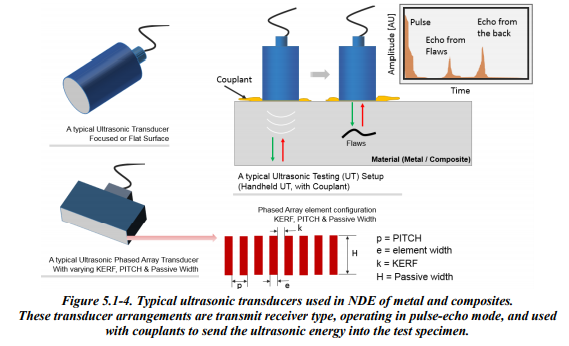 Pulse
Echo from
Flaws
Echo from
the back
Amplitude [AU]
Time
Couplant
A typical Ultrasonic Transducer
Focused or Flat Surface
Flaws
Material (Metal / Composite)
A typical Ultrasonic Testing (UT) Setup
(Handheld UT, with Couplant)
Phased Array element configuration
KERF, PITCH & Passive Width
k
H
p
e
p = PITCH
e = element width
k = KERF
H = Passive width
A typical Ultrasonic Phased Array Transducer
With varying KERF, PITCH & Passive Width
Figure 5.1-4. Typical ultrasonic transducers used in NDE of metal and composites.
These transducer arrangements are transmit receiver type, operating in pulse-echo mode, and used
with couplants to send the ultrasonic energy into the test specimen.